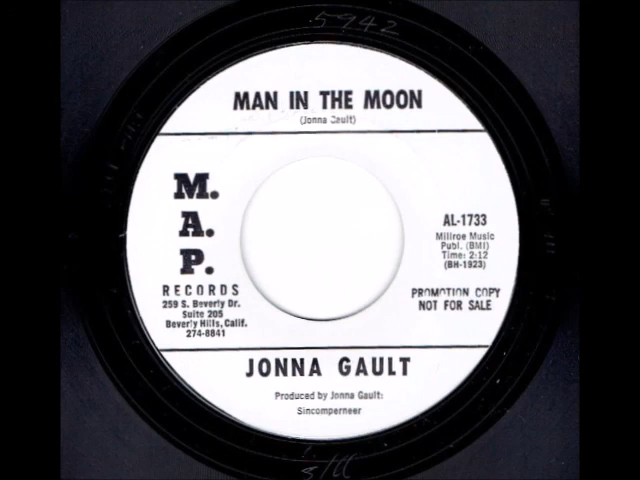 5942
MAN IN THE MOON
(Jonna Gault)
M.
A.
P.
RECORDS
259 S. Beverly Dr.
Suite 205
Beverly Hills, Calif.
274-8841
AL-1733
Millroe Music
Publ. (BMI)
Time: 2:12
(BH-1923)
PROMOTION COPY
NOT FOR SALE
JONNA GAULT
Produced by Jonna Gault:
Sincomperneer